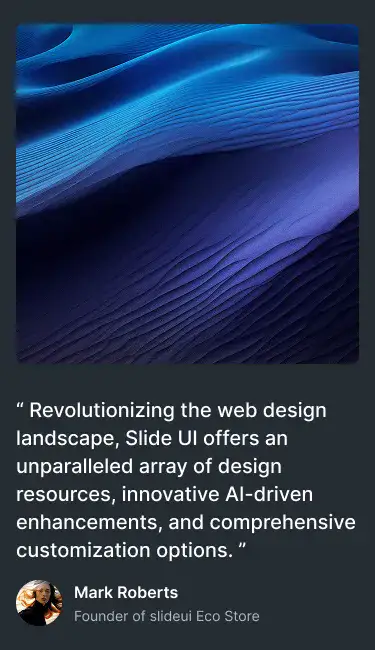 “ Revolutionizing the web design
landscape, Slide UI offers an
unparalleled array of design
resources, innovative AI-driven
enhancements, and comprehensive
customization options. ”
Mark Roberts
Founder of slideui Eco Store